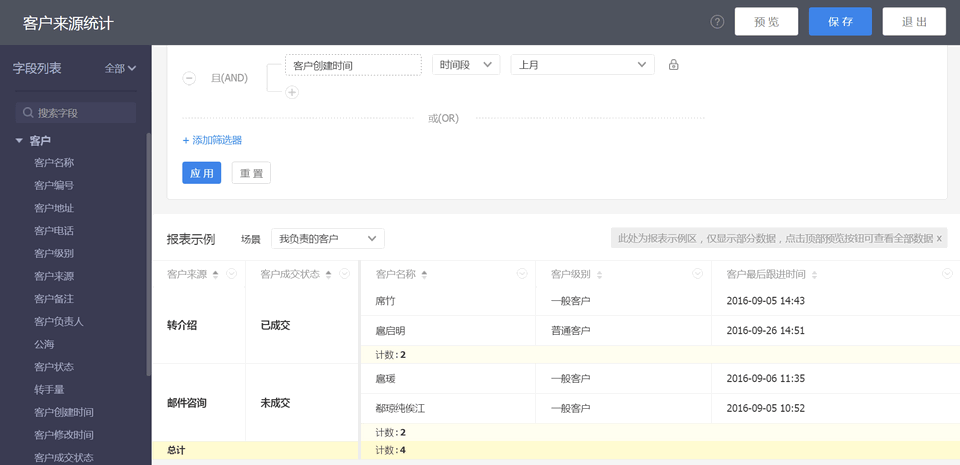 客户来源统计
? 预 览 保 存 退 出
字段列表 全部
搜索字段
客户
客户名称
客户编号
客户地址
客户电话
客户级别
客户来源
客户备注
客户负责人
公海
客户状态
转手量
客户创建时间
客户修改时间
客户成交状态
且(AND) 客户创建时间 时间段 上月
或(OR)
+ 添加筛选器
应 用 重 置
报表示例 场景 我负责的客户 此处为报表示例区，仅显示部分数据，点击顶部预览按钮可查看全部数据 x
客户来源 客户成交状态 客户名称 客户级别 客户最后跟进时间
席竹 一般客户 2016-09-05 14:43
转介绍 已成交
扈启明 普通客户 2016-09-26 14:51
计数:2
扈瑗 一般客户 2016-09-06 11:35
邮件咨询 未成交
郗琼纯俟江 一般客户 2016-09-05 10:52
计数:2
总计 计数:4